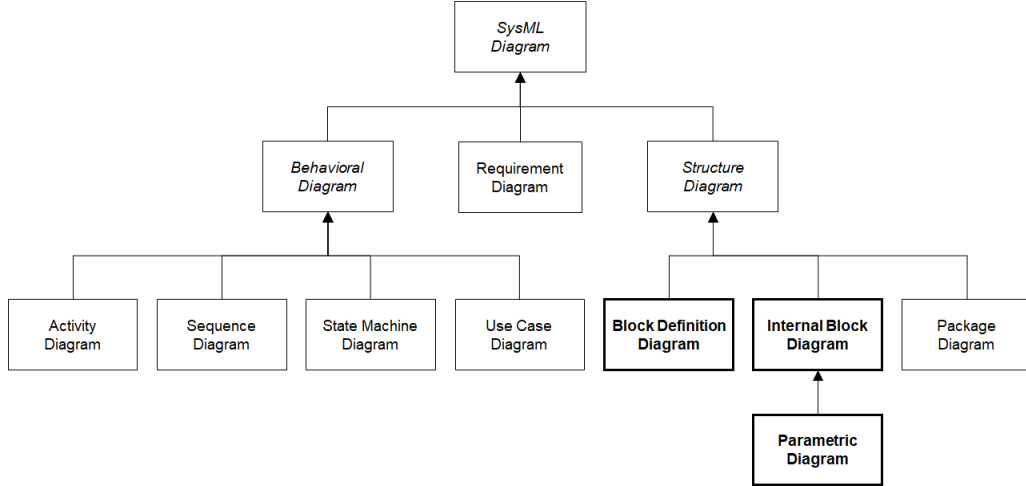 SysML
Diagram
Behavioral
Diagram
Requirement
Diagram
Structure
Diagram
Activity
Diagram
Sequence
Diagram
State Machine
Diagram
Use Case
Diagram
Block Definition
Diagram
Internal Block
Diagram
Package
Diagram
Parametric
Diagram